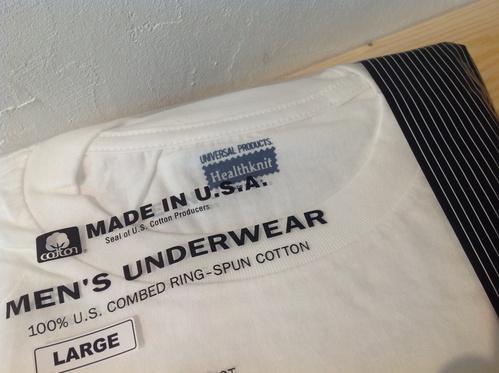 UNIVERSAL PRODUCTS.
Healthknit
MADE IN U.S.A.
Seal of U.S. Cotton Producers
cotton
MEN'S UNDERWEAR
100% U.S. COMBED RING-SPUN COTTON
LARGE